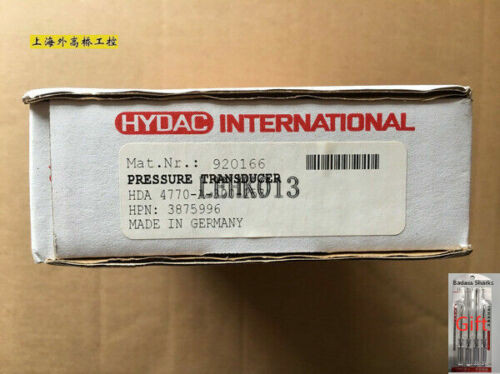 上海外高桥工控
HYDAC INTERNATIONAL
Mat.Nr.: 920166
PRESSURE TRANSDUCER
CEHK013
HDA 4770-A-
HPN: 3875996
MADE IN GERMANY
Badass Sharks
Gift